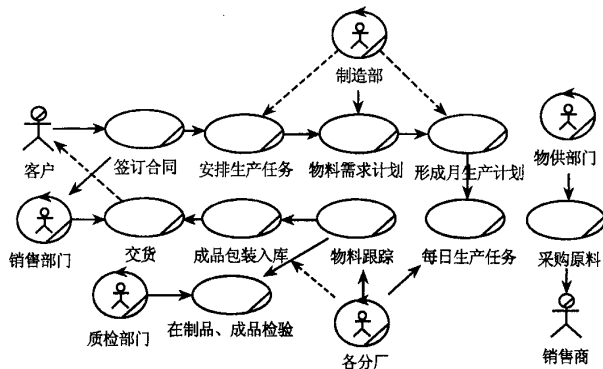 制造部
客户
签订合同
安排生产任务
物料需求计划
形成月生产计划
物供部门
销售部门
交货
成品包装入库
物料跟踪
每日生产任务
采购原料
质检部门
在制品、成品检验
各分厂
销售商